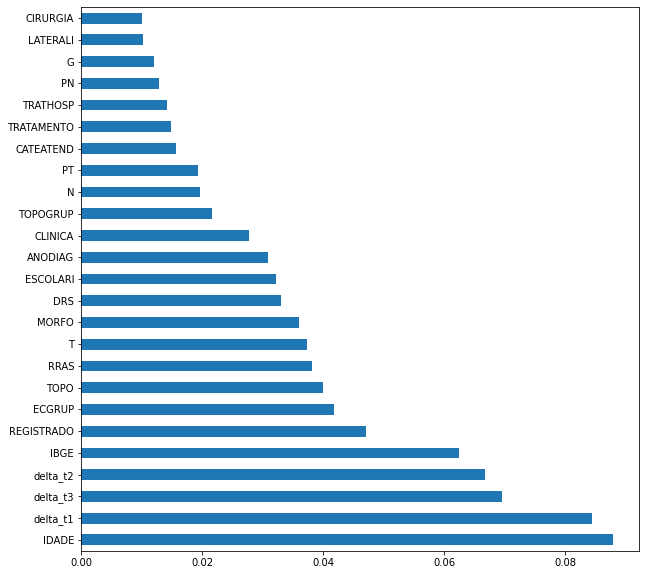 CIRURGIA
LATERALI
G
PN
TRATHOSP
TRATAMENTO
CATEATEND
PT
N
TOPOGRUP
CLINICA
ANODIAG
ESCOLARI
DRS
MORFO
T
RRAS
TOPO
ECGRUP
REGISTRADO
IBGE
delta_t2
delta_t3
delta_t1
IDADE
0.00 0.02 0.04 0.06 0.08